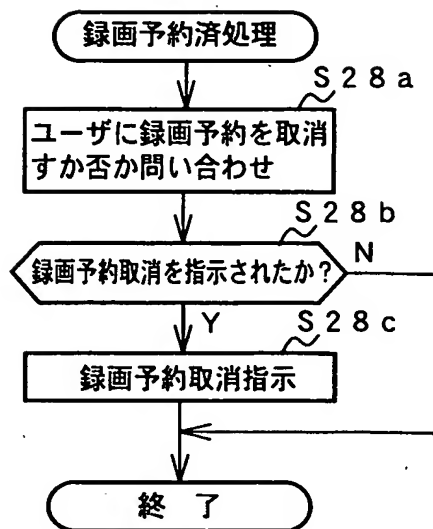 録画予約済処理
S28a
ユーザに録画予約を取消
すか否か問い合わせ
S28b
録画予約取消を指示されたか?
N
Y
S28c
録画予約取消指示
終 了